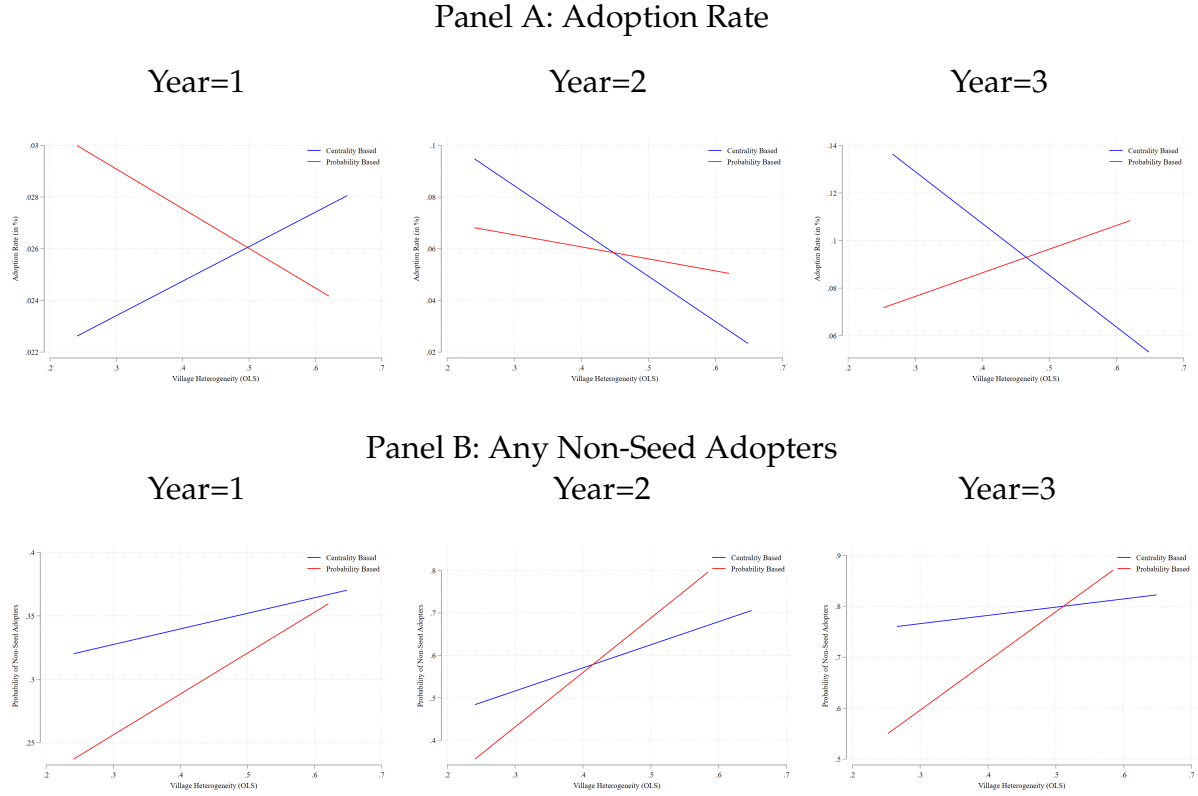 Panel A: Adoption Rate
Year=1
Year=2
Year=3
Centrality Based
Probability Based
.03
.028
.026
.024
.022
Adoption Rate (in %)
.2 .3 .4 .5 .6 .7
Village Heterogeneity (OLS)
Centrality Based
Probability Based
.1
.08
.06
.04
.02
Adoption Rate (in %)
.2 .3 .4 .5 .6 .7
Village Heterogeneity (OLS)
Centrality Based
Probability Based
.14
.12
.1
.08
.06
Adoption Rate (in %)
.2 .3 .4 .5 .6 .7
Village Heterogeneity (OLS)
Panel B: Any Non-Seed Adopters
Year=1
Year=2
Year=3
Centrality Based
Probability Based
.4
.35
.3
.25
Probability of Non-Seed Adopters
.2 .3 .4 .5 .6 .7
Village Heterogeneity (OLS)
Centrality Based
Probability Based
.8
.7
.6
.5
.4
Probability of Non-Seed Adopters
.2 .3 .4 .5 .6 .7
Village Heterogeneity (OLS)
Centrality Based
Probability Based
.9
.8
.7
.6
.5
Probability of Non-Seed Adopters
.2 .3 .4 .5 .6 .7
Village Heterogeneity (OLS)